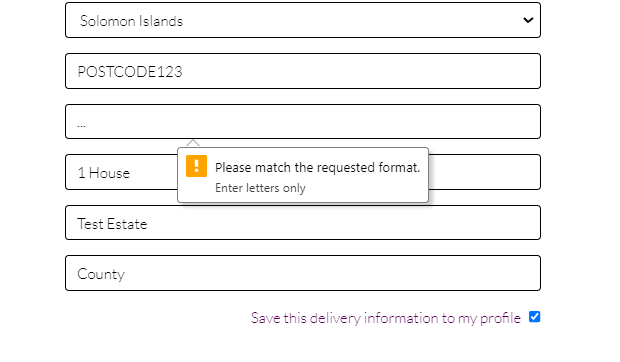 Solomon Islands
POSTCODE123
...
Please match the requested format.
Enter letters only
1 House
Test Estate
County
Save this delivery information to my profile